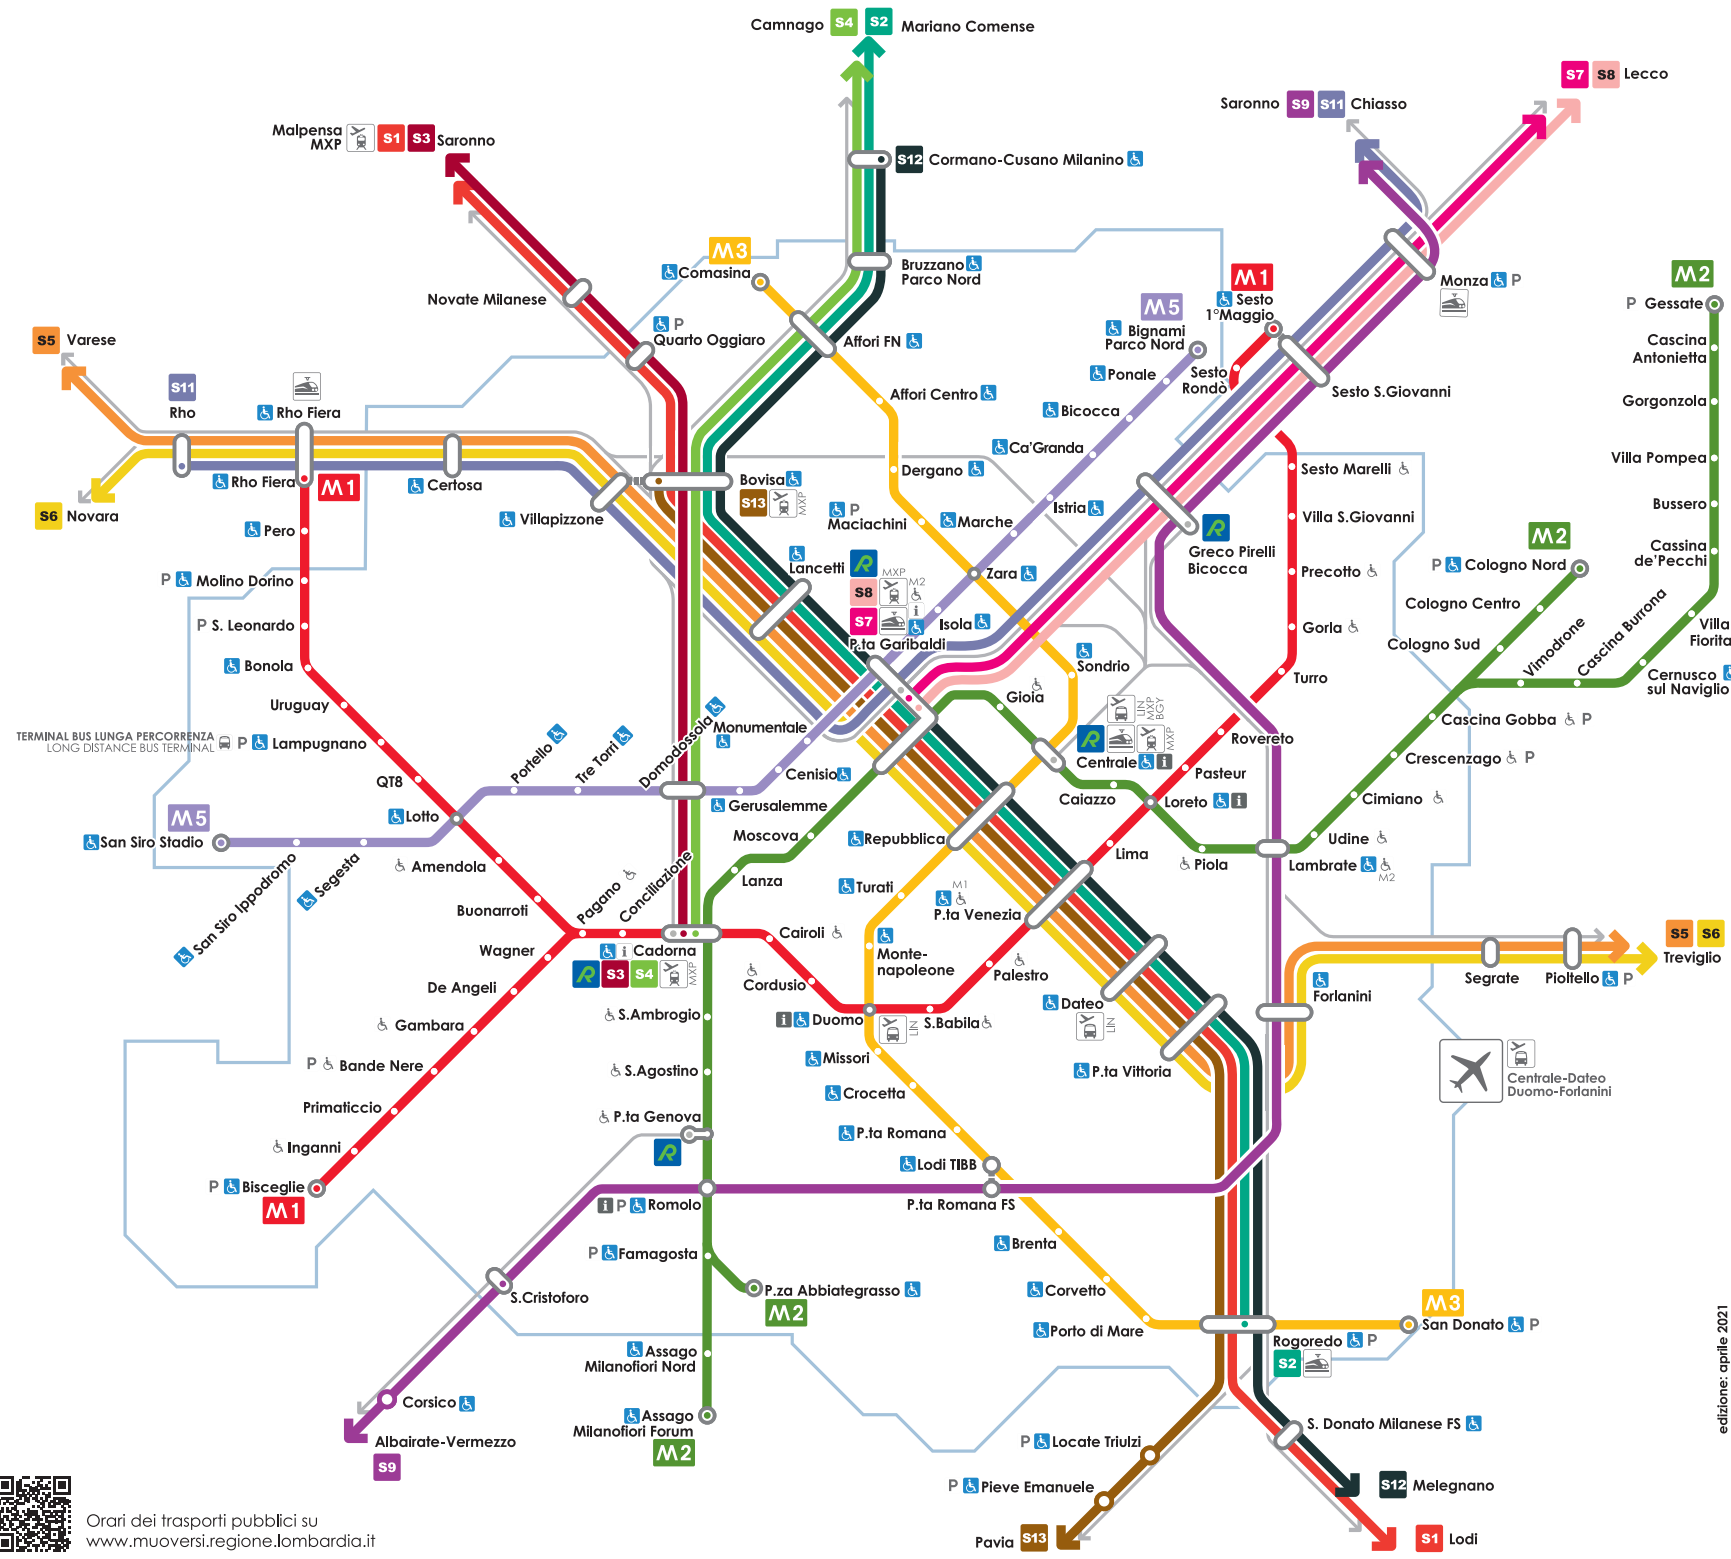 Camnago S4 S2 Mariano Comense
S7 S8 Lecco
Saronno S9 S11 Chiasso
Malpensa
MXP
S1 S3 Saronno
S12 Cormano-Cusano Milanino
M3
Comasina
Bruzzano
Parco Nord
Novate Milanese
M1
Sesto
1°Maggio
M2
P Gessate
Monza P
M5
Bignami
Parco Nord
P
Quarto Oggiaro
S5 Varese
Affori FN
Cascina
Antonietta
Ponale
Sesto
Rondò
Sesto S.Giovanni
S11
Rho
Rho Fiera
Affori Centro
Gorgonzola
Bicocca
Ca'Granda
Villa Pompea
Rho Fiera
M1
Certosa
Bovisa
S13
MXP
Dergano
Sesto Marelli
S6 Novara
Villapizzone
P
Maciachini
Marche
Istria
Villa S.Giovanni
Bussero
Pero
Greco Pirelli
Bicocca
M2
Cassina
de'Pecchi
P Molino Dorino
Lancetti
R
MXP
M2
S8
S7
i
P.ta Garibaldi
Zara
Precotto
P Cologno Nord
Cologno Centro
P S. Leonardo
Isola
Gorla
Cologno Sud
Vimodrone
Cascina Burrona
Villa
Fiorita
Bonola
Sondrio
Turro
Cernusco
sul Naviglio
Uruguay
Gioia
LIN
MXP
BGY
TERMINAL BUS LUNGA PERCORRENZA
LONG DISTANCE BUS TERMINAL
P Lampugnano
Portello
Tre Torri
Domodossola
Monumentale
R
MXP
Centrale i
Rovereto
Cascina Gobba P
Crescenzago P
QT8
Cenisio
Pasteur
Gerusalemme
Caiazzo
Loreto i
Cimiano
M5
San Siro Stadio
Lotto
Moscova
Repubblica
Lima
Piola
Udine
Lambrate
M2
San Siro Ippodromo
Segesta
Amendola
Lanza
Turati
M1
P.ta Venezia
Buonarroti
Pagano
Conciliazione
Wagner
i Cadorna
R S3 S4
MXP
Cairoli
Monte-
napoleone
Palestro
S5 S6
Treviglio
Segrate
Pioltello P
De Angeli
Cordusio
Forlanini
Gambara
S.Ambrogio
i Duomo
LIN
S.Babila
Dateo
LIN
P Bande Nere
S.Agostino
Missori
P.ta Vittoria
Centrale-Dateo
Duomo-Forlanini
Primaticcio
P.ta Genova
R
Crocetta
Inganni
P.ta Romana
P Bisceglie
M1
Lodi TIBB
i P Romolo
P.ta Romana FS
P Famagosta
Brenta
S.Cristoforo
P.za Abbiategrasso
M2
Corvetto
M3
San Donato P
Porto di Mare
Rogoredo P
S2
Assago
Milanofiori Nord
Corsico
Assago
Milanofiori Forum
M2
Albairate-Vermezzo
S9
P Locate Triulzi
S. Donato Milanese FS
P Pieve Emanuele
S12 Melegnano
Pavia S13
S1 Lodi
Orari dei trasporti pubblici su
www.muoversi.regione.lombardia.it
edizione: aprile 2021